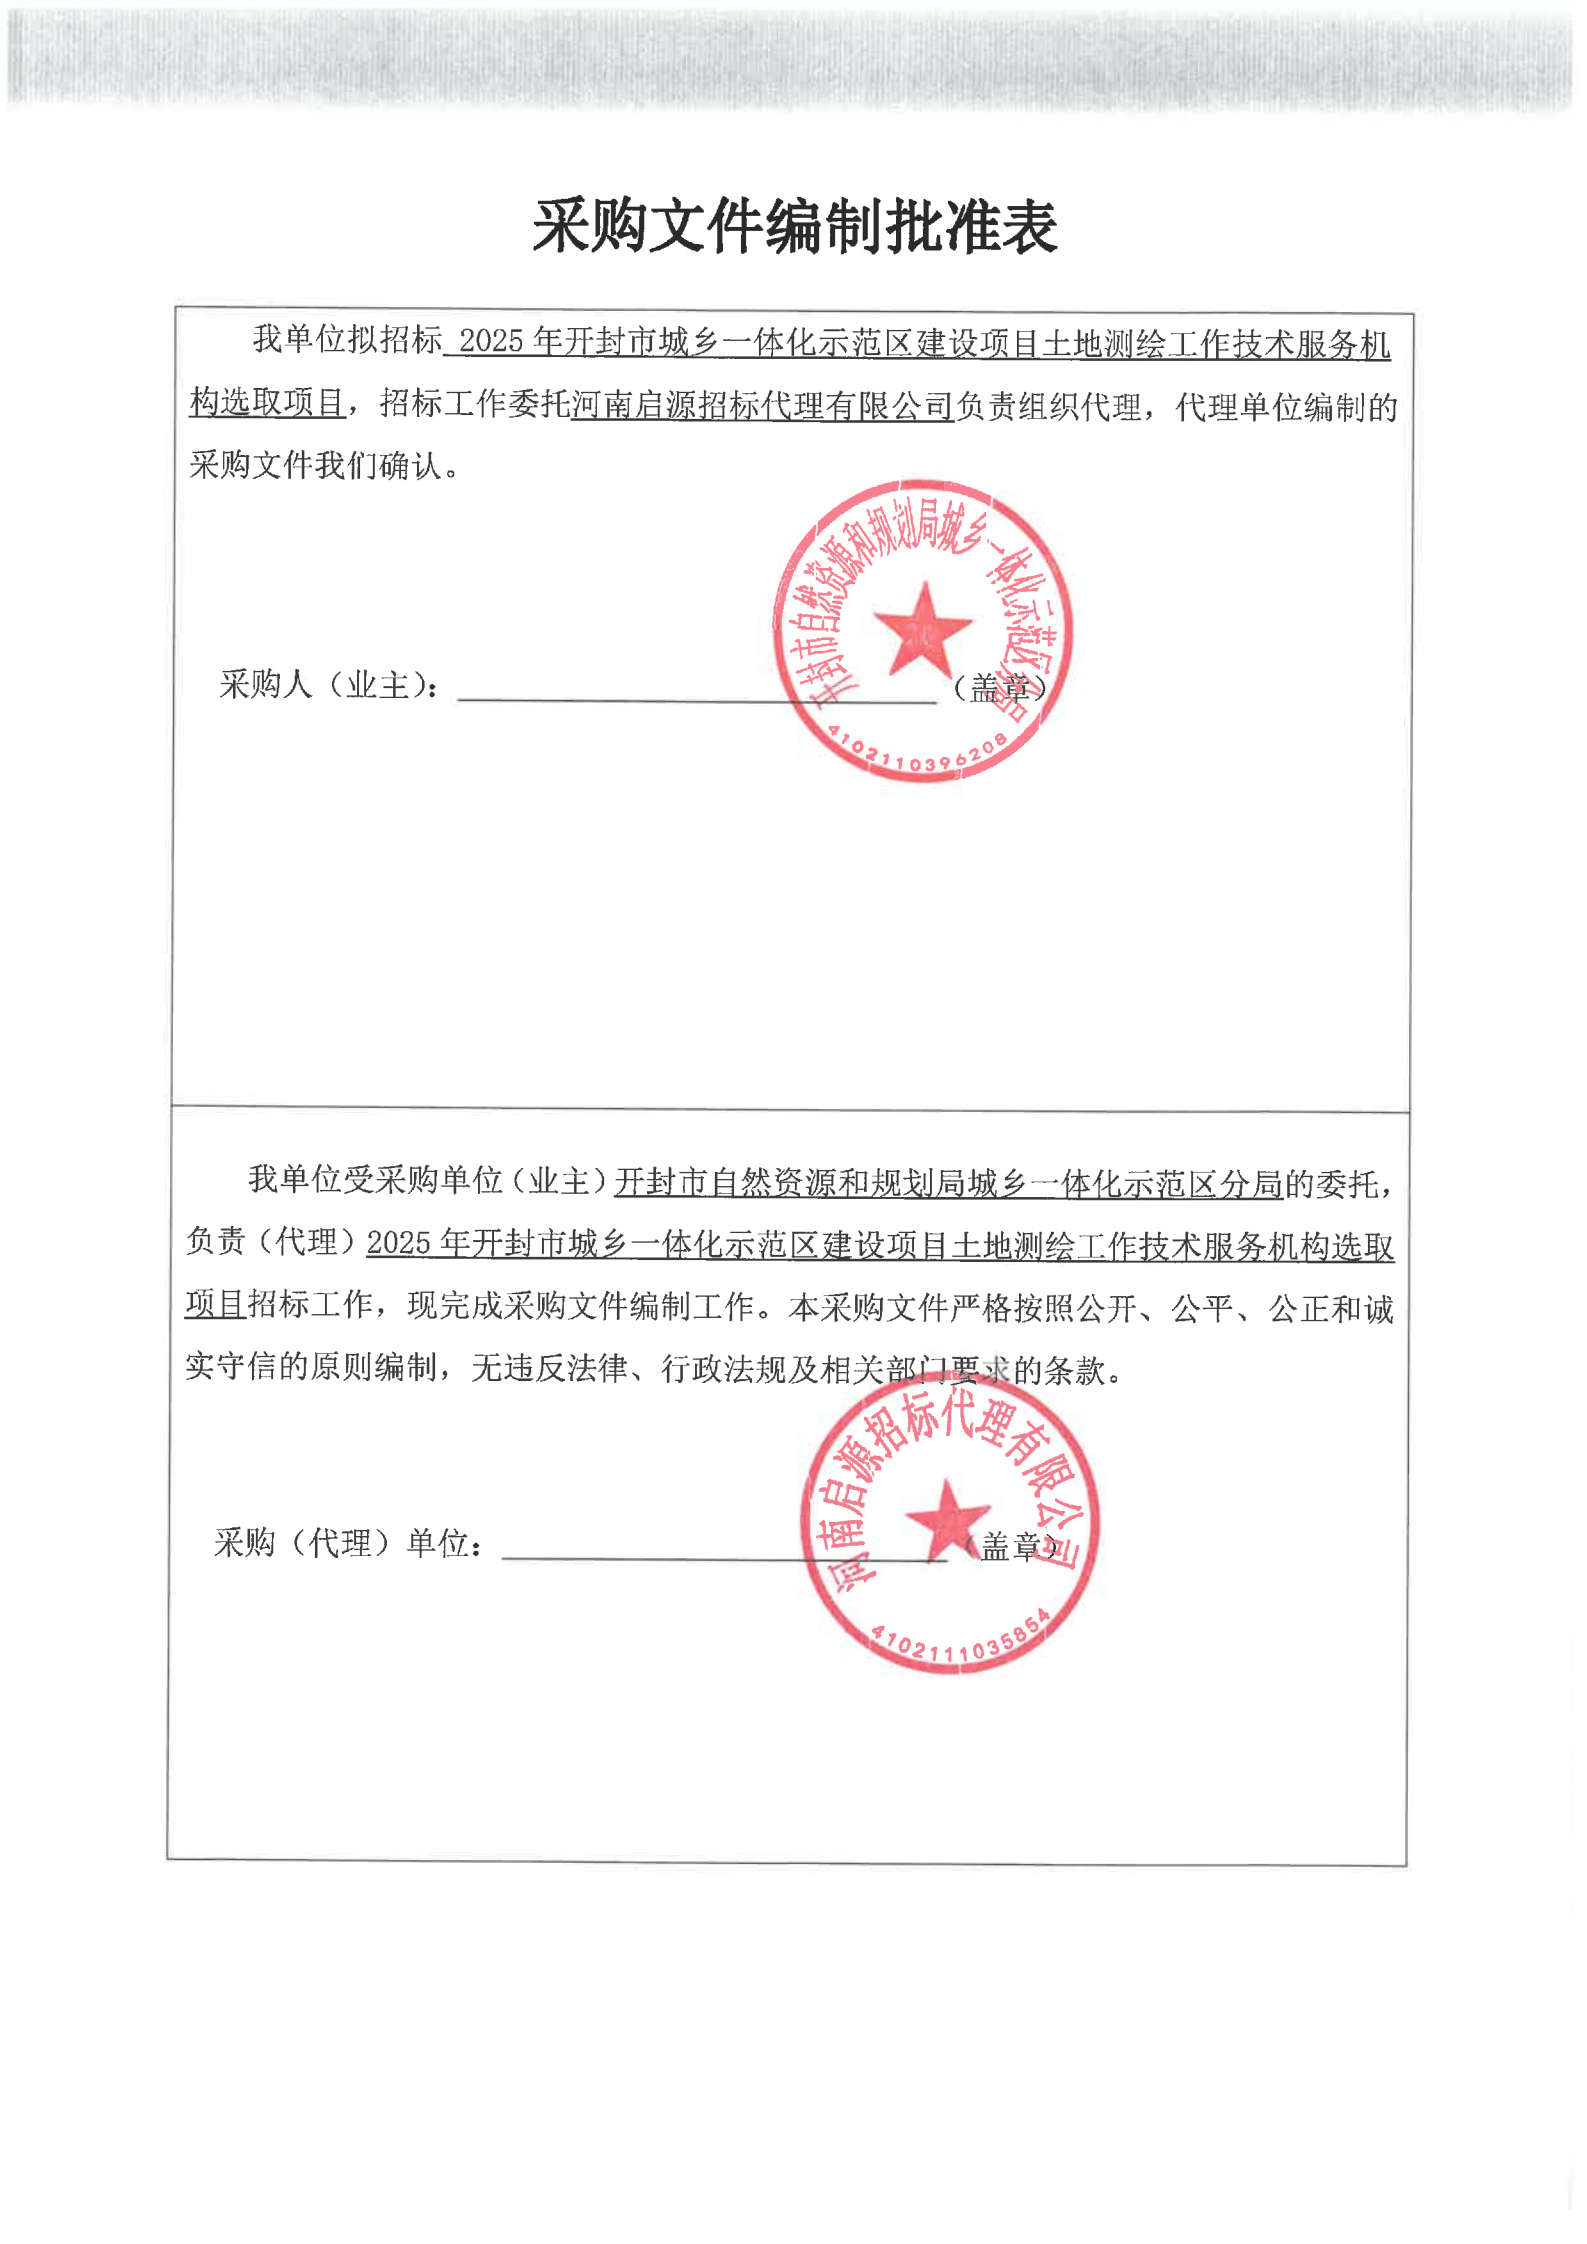 采购文件编制批准表
我单位拟招标 2025年开封市城乡一体化示范区建设项目土地测绘工作技术服务机
构选取项目，招标工作委托河南启源招标代理有限公司负责组织代理，代理单位编制的
采购文件我们确认。
开封市自然资源和规划局城乡一体化示范区分局
采购人（业主）：（盖章）
4102110396208
我单位受采购单位（业主）开封市自然资源和规划局城乡一体化示范区分局的委托，
负责（代理）2025年开封市城乡一体化示范区建设项目土地测绘工作技术服务机构选取
项目招标工作，现完成采购文件编制工作。本采购文件严格按照公开、公平、公正和诚
实守信的原则编制，无违反法律、行政法规及相关部门要求的条款。
河南启源招标代理有限公司
采购（代理）单位：（盖章）
4102111035854